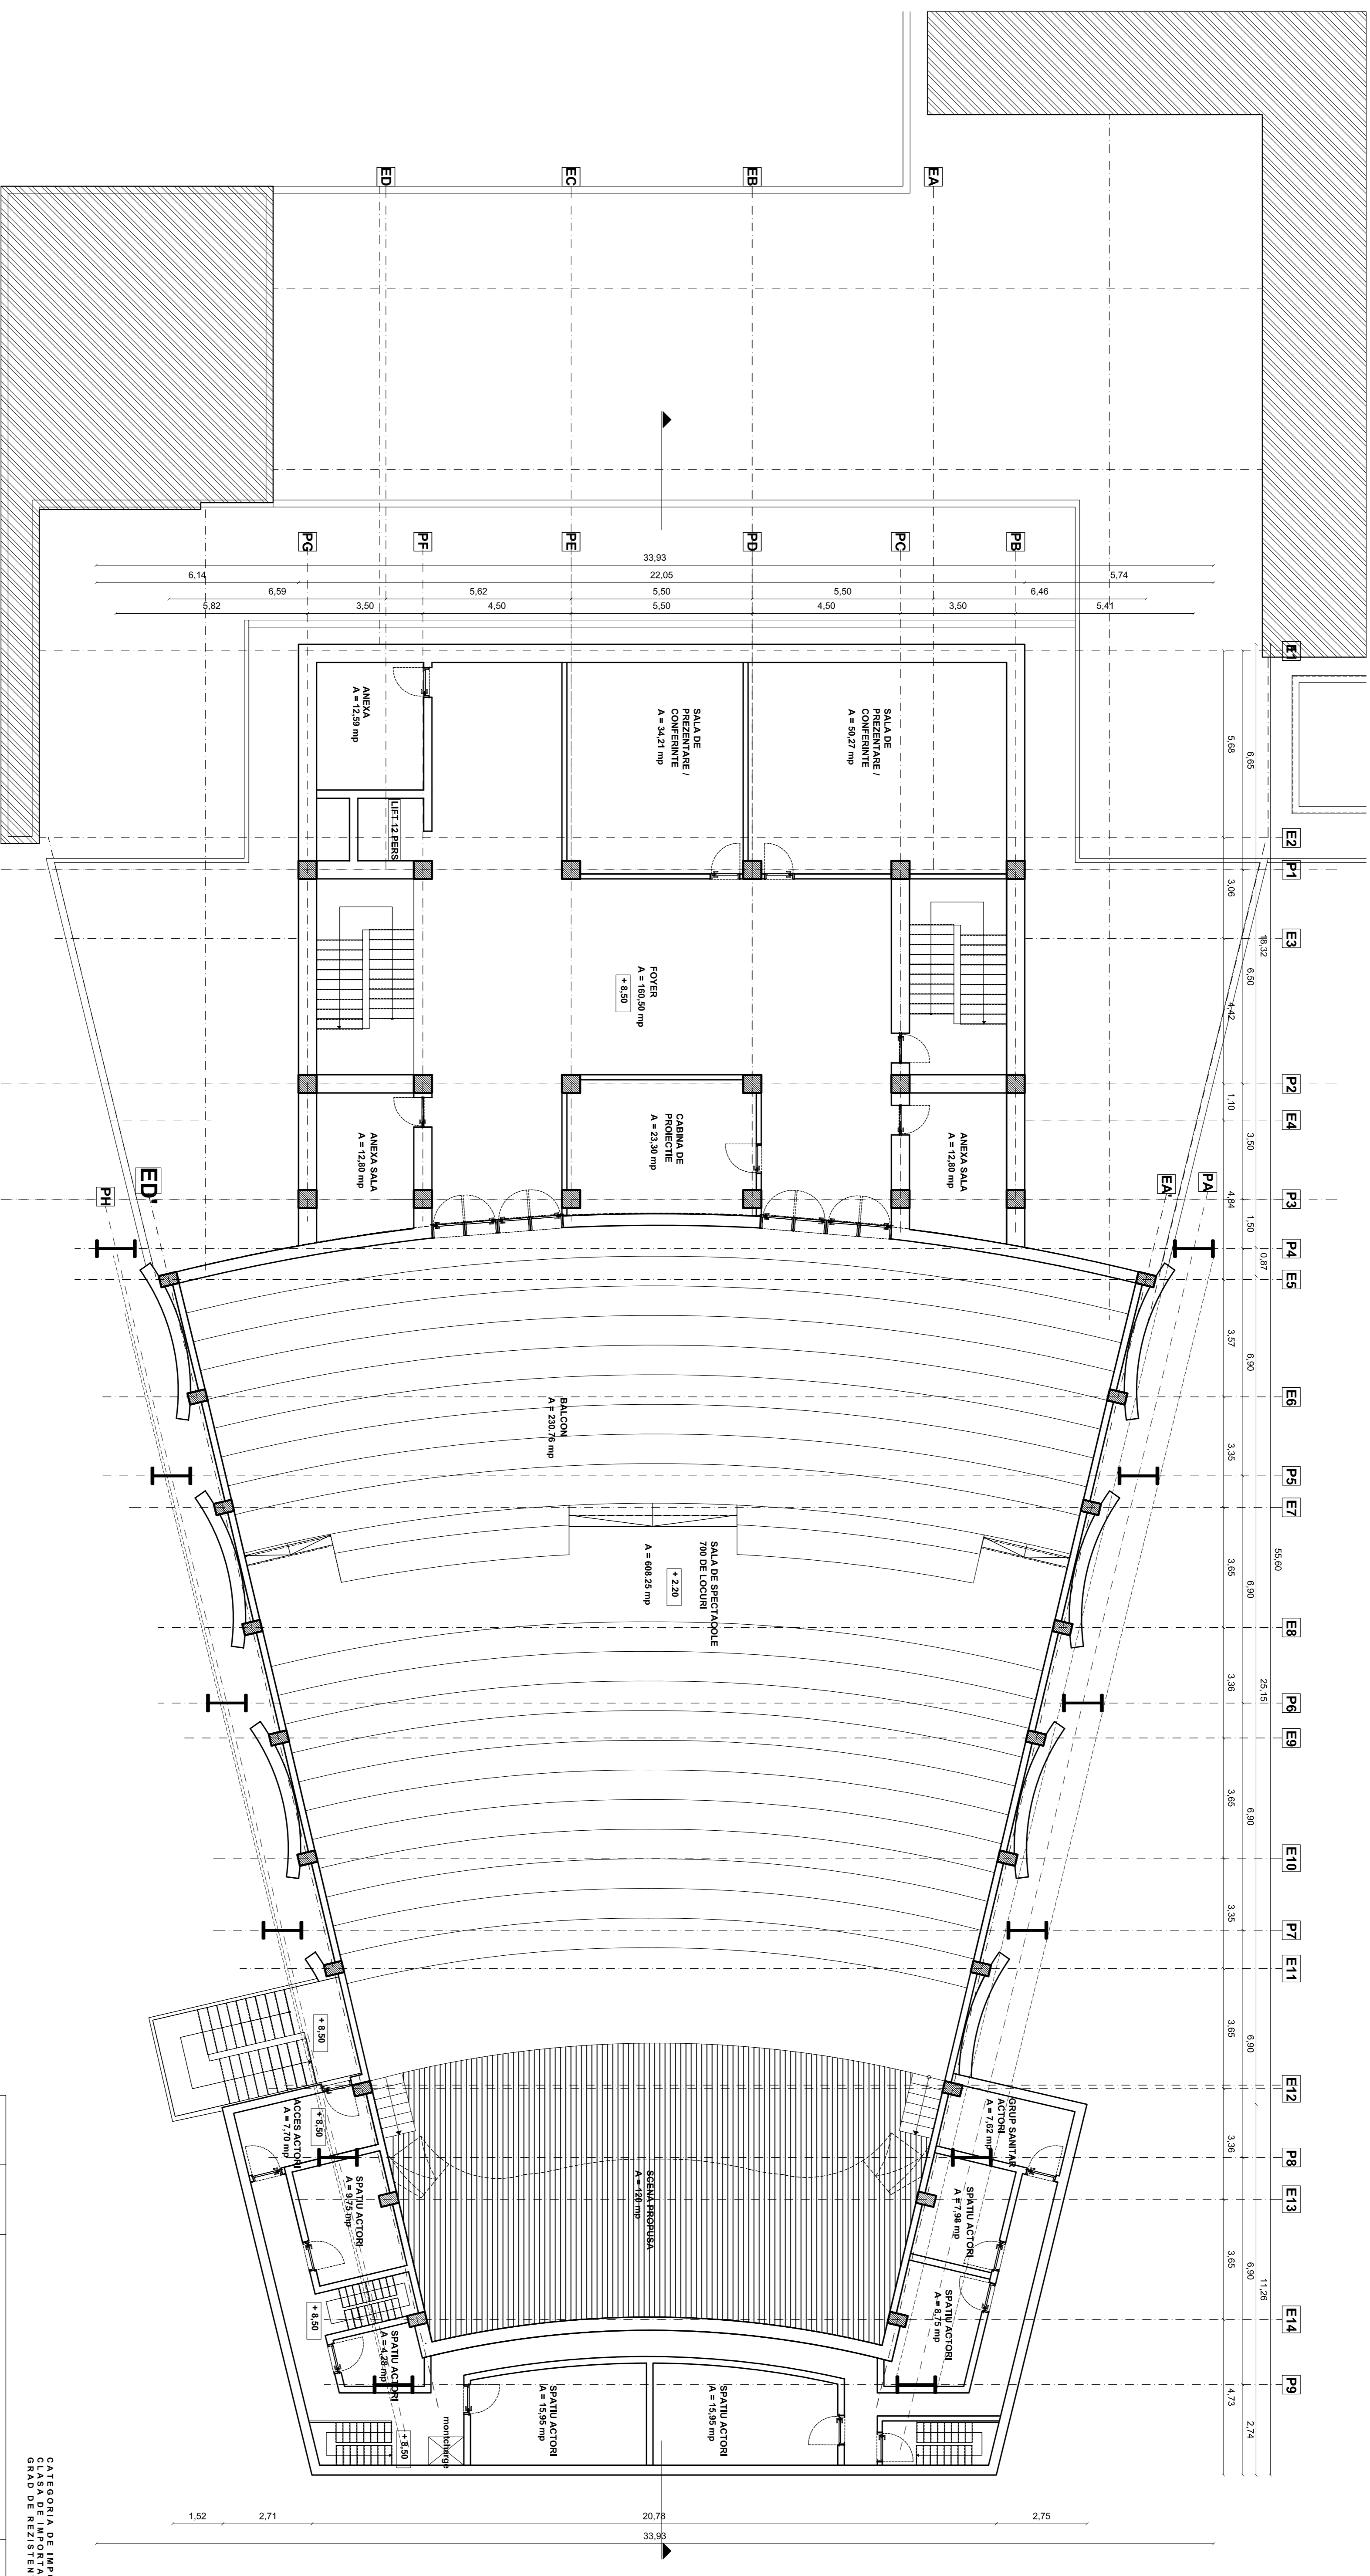 EA
EB
EC
ED
PB
PC
PD
PE
PF
PG
33,93
6,14
22,05
5,74
6,59
5,62
5,50
5,50
6,46
5,82
3,50
4,50
5,50
4,50
3,50
5,41
E2
P1
E3
P2
E4
P3
P4
E5
E6
P5
E7
E8
P6
E9
E10
P7
E11
E12
P8
E13
E14
P9
5,68
3,06
4,42
1,10
4,84
3,57
3,35
3,65
3,36
3,65
3,35
3,65
3,36
3,65
4,73
6,65
6,50
3,50
1,50
6,90
6,90
6,90
6,90
6,90
2,74
18,32
0,87
25,15
11,26
55,60
ANEXA
A = 12,59 mp
SALA DE
PREZENTARE /
CONFERINTE
A = 34,21 mp
SALA DE
PREZENTARE /
CONFERINTE
A = 50,27 mp
LIFT 12 PERS
FOYER
A = 160,50 mp
+ 8,50
ANEXA SALA
A = 12,80 mp
CABINA DE
PROIECTIE
A = 23,30 mp
ANEXA SALA
A = 12,80 mp
PH
ED'
EA'
PA
BALCON
A = 230.76 mp
SALA DE SPECTACOLE
700 DE LOCURI
+ 2.20
A = 608.25 mp
+ 8,50
ACCES ACTORI
A = 7,70 mp
+8,50
GRUP SANITAR
ACTORI
A = 7,62 mp
SPATIU ACTORI
A = 9,75 mp
SCENA PROPUSA
A = 120 mp
SPATIU ACTORI
A = 7,98 mp
+ 8,50
SPATIU ACTORI
A = 4,28 mp
SPATIU ACTORI
A = 8,75 mp
SPATIU ACTORI
A = 15,95 mp
SPATIU ACTORI
A = 15,95 mp
montcharge
+ 8,50
1,52
2,71
20,78
2,75
33,93
CATEGORIA DE IMPO
CLASA DE IMPORTA
GRAD DE REZISTEN